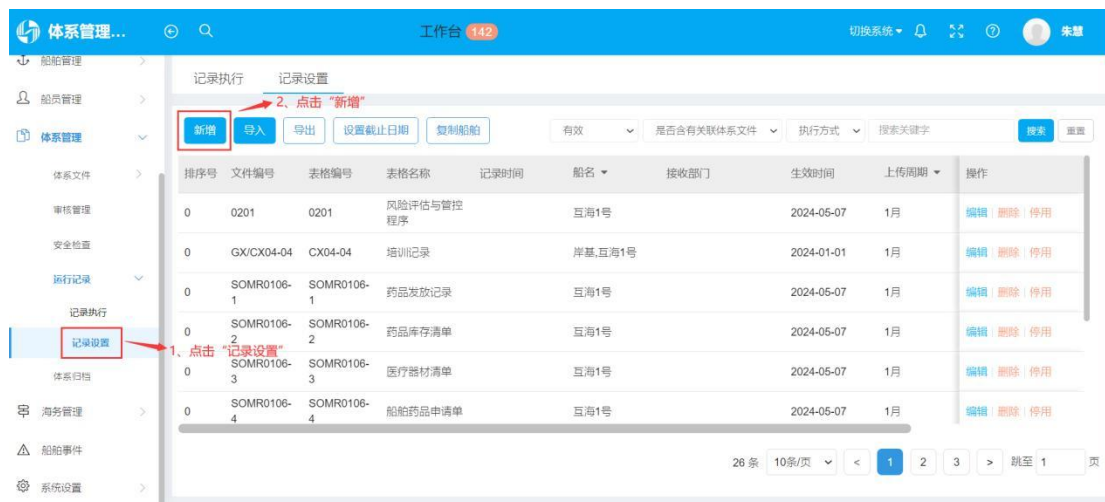 体系管理...
工作台 142
切换系统
朱慧
船舶管理
船员管理
体系管理
体系文件
审核管理
安全检查
运行记录
记录执行
记录设置
体系归档
海务管理
船舶事件
系统设置
记录执行 记录设置
2、点击“新增”
1、点击“记录设置”
新增 导入 导出 设置截止日期 复制船舶 有效 是否含有关联体系文件 执行方式 搜索关键字 搜索 重置
排序号 文件编号 表格编号 表格名称 记录时间 船名 接收部门 生效时间 上传周期 操作
0 0201 0201 风险评估与管控程序 互海1号 2024-05-07 1月 编辑 删除 停用
0 GX/CX04-04 CX04-04 培训记录 岸基,互海1号 2024-01-01 1月 编辑 删除 停用
0 SOMR0106-1 SOMR0106-1 药品发放记录 互海1号 2024-05-07 1月 编辑 删除 停用
0 SOMR0106-2 SOMR0106-2 药品库存清单 互海1号 2024-05-07 1月 编辑 删除 停用
0 SOMR0106-3 SOMR0106-3 医疗器材清单 互海1号 2024-05-07 1月 编辑 删除 停用
0 SOMR0106-4 SOMR0106-4 船舶药品申请单 互海1号 2024-05-07 1月 编辑 删除 停用
26 条 10条/页 < 1 2 3 > 跳至 1 页